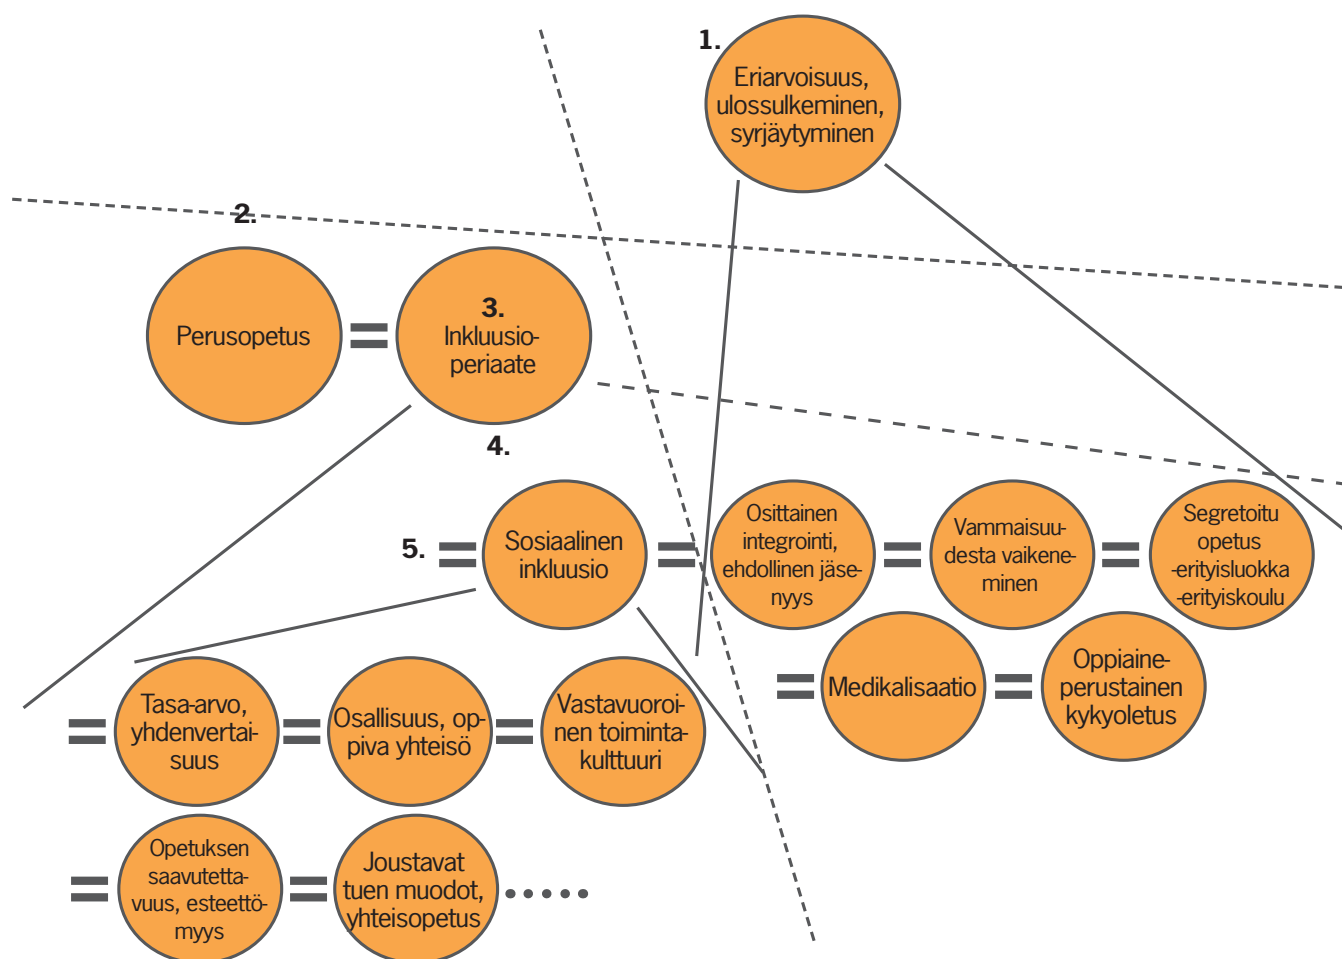 1.
Eriarvoisuus,
ulossulkeminen,
syrjäytyminen
2.
Perusopetus
3.
Inkluusio-
periaate
4.
5.
Sosiaalinen
inkluusio
Osittainen
integrointi,
ehdollinen jäse-
nyys
Vammaisuu-
desta vaikene-
minen
Segretoitu
opetus
-erityisluokka
-erityiskoulu
Medikalisaatio
Oppiaine-
perustainen
kykyoletus
Tasa-arvo,
yhdenvertai-
suus
Osallisuus, op-
piva yhteisö
Vastavuoroi-
nen toiminta-
kulttuuri
Opetuksen
saavutetta-
vuus, esteettö-
myys
Joustavat
tuen muodot,
yhteisopetus